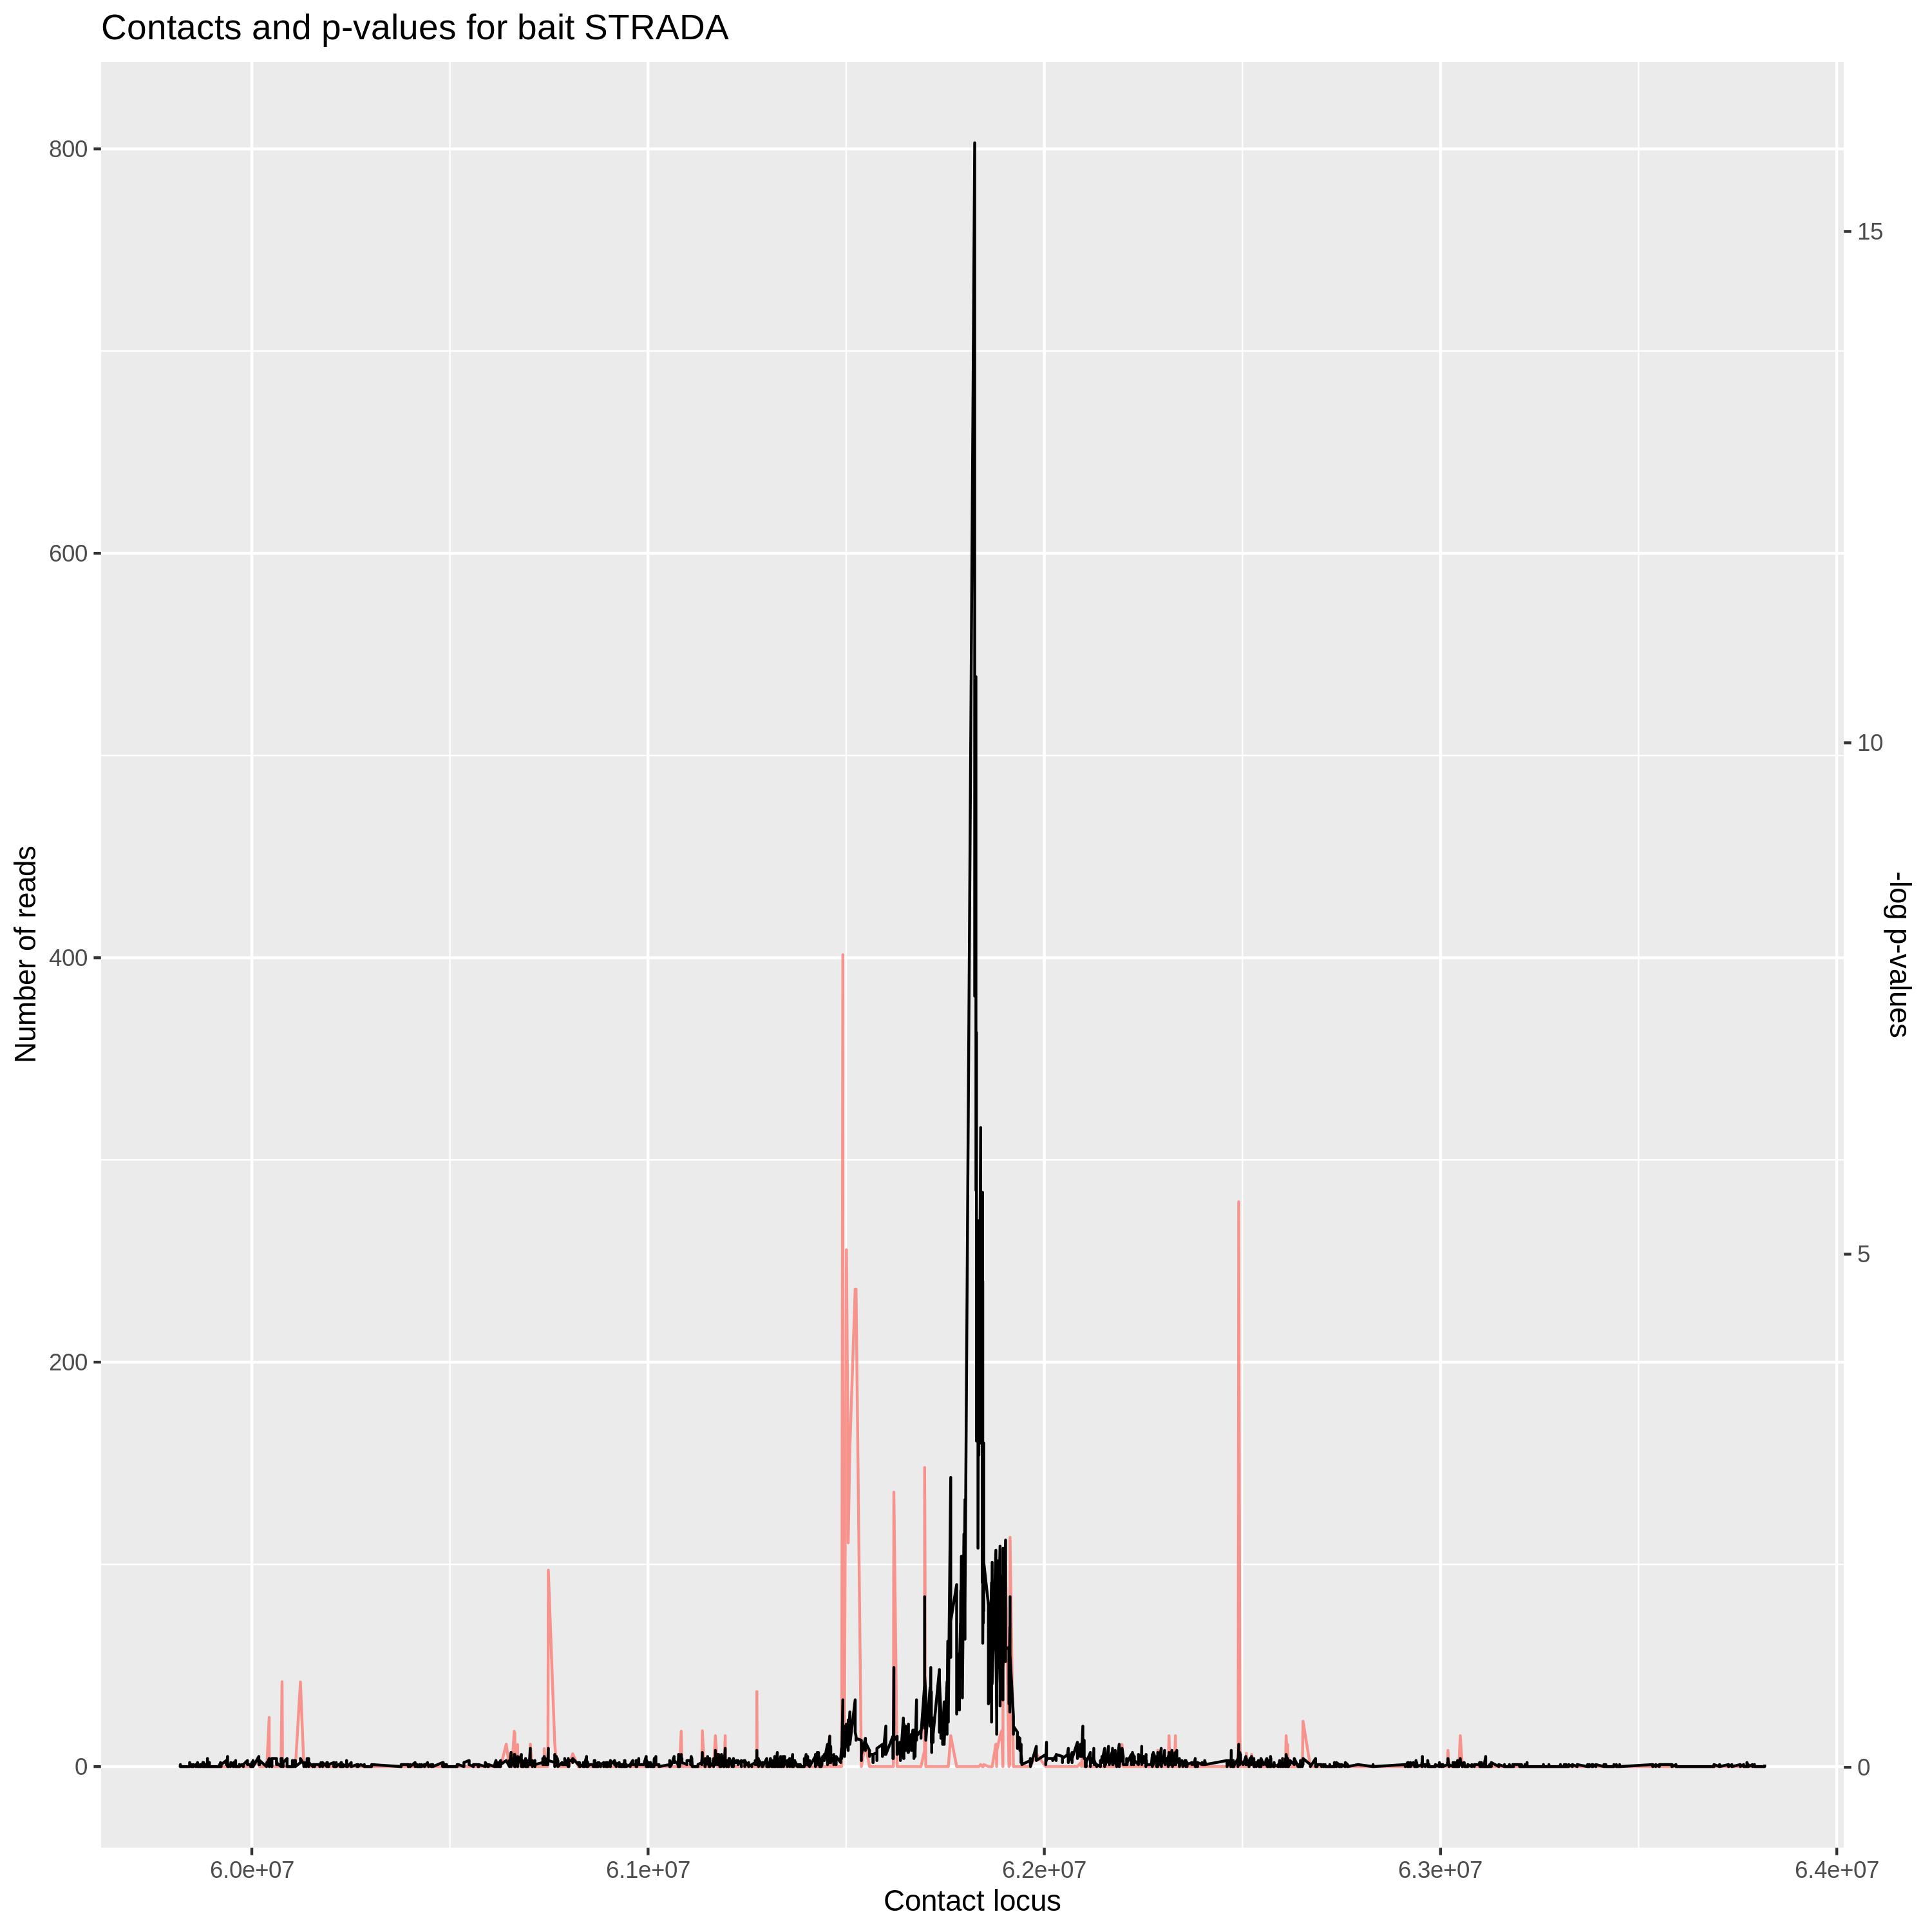 Contacts and p-values for bait STRADA
800
600
400
200
0
Number of reads
15
10
5
0
-log p-values
6.0e+07
6.1e+07
6.2e+07
6.3e+07
6.4e+07
Contact locus